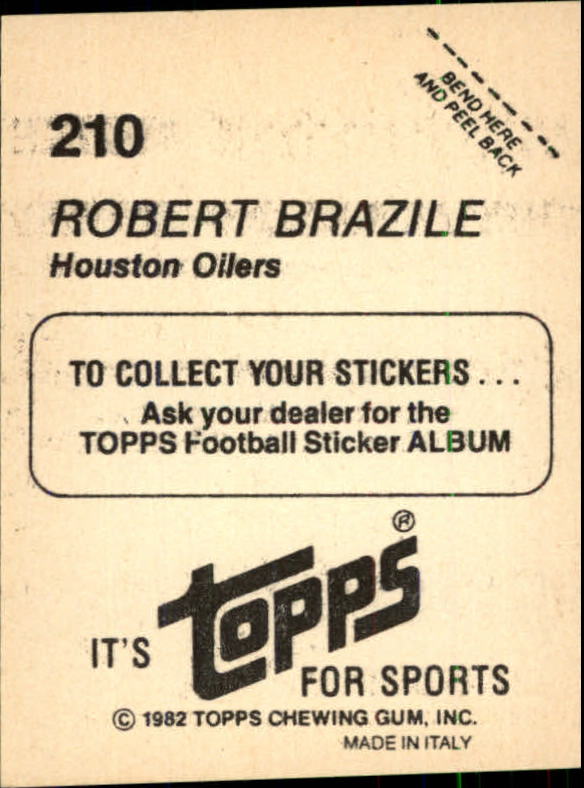 BEND HERE
AND PEEL BACK
210
ROBERT BRAZILE
Houston Oilers
TO COLLECT YOUR STICKERS...
Ask your dealer for the
TOPPS Football Sticker ALBUM
IT'S topps®
FOR SPORTS
© 1982 TOPPS CHEWING GUM, INC.
MADE IN ITALY